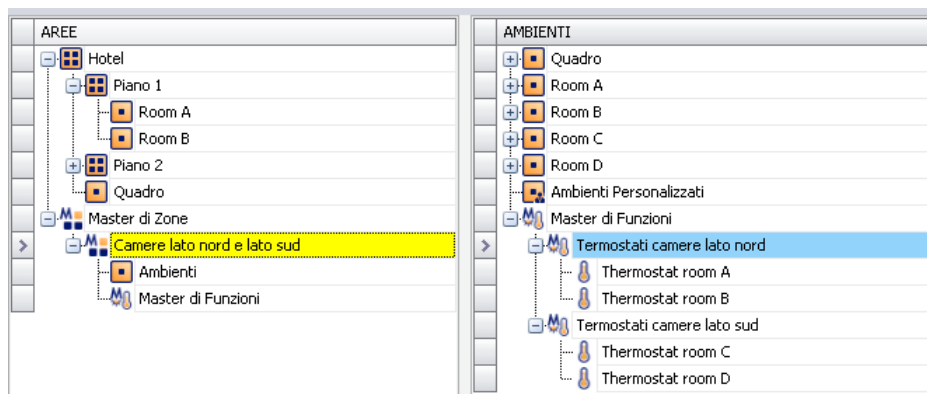 AREE
Hotel
Piano 1
Room A
Room B
Piano 2
Quadro
Master di Zone
Camere lato nord e lato sud
Ambienti
Master di Funzioni
AMBIENTI
Quadro
Room A
Room B
Room C
Room D
Ambienti Personalizzati
Master di Funzioni
Termostati camere lato nord
Thermostat room A
Thermostat room B
Termostati camere lato sud
Thermostat room C
Thermostat room D